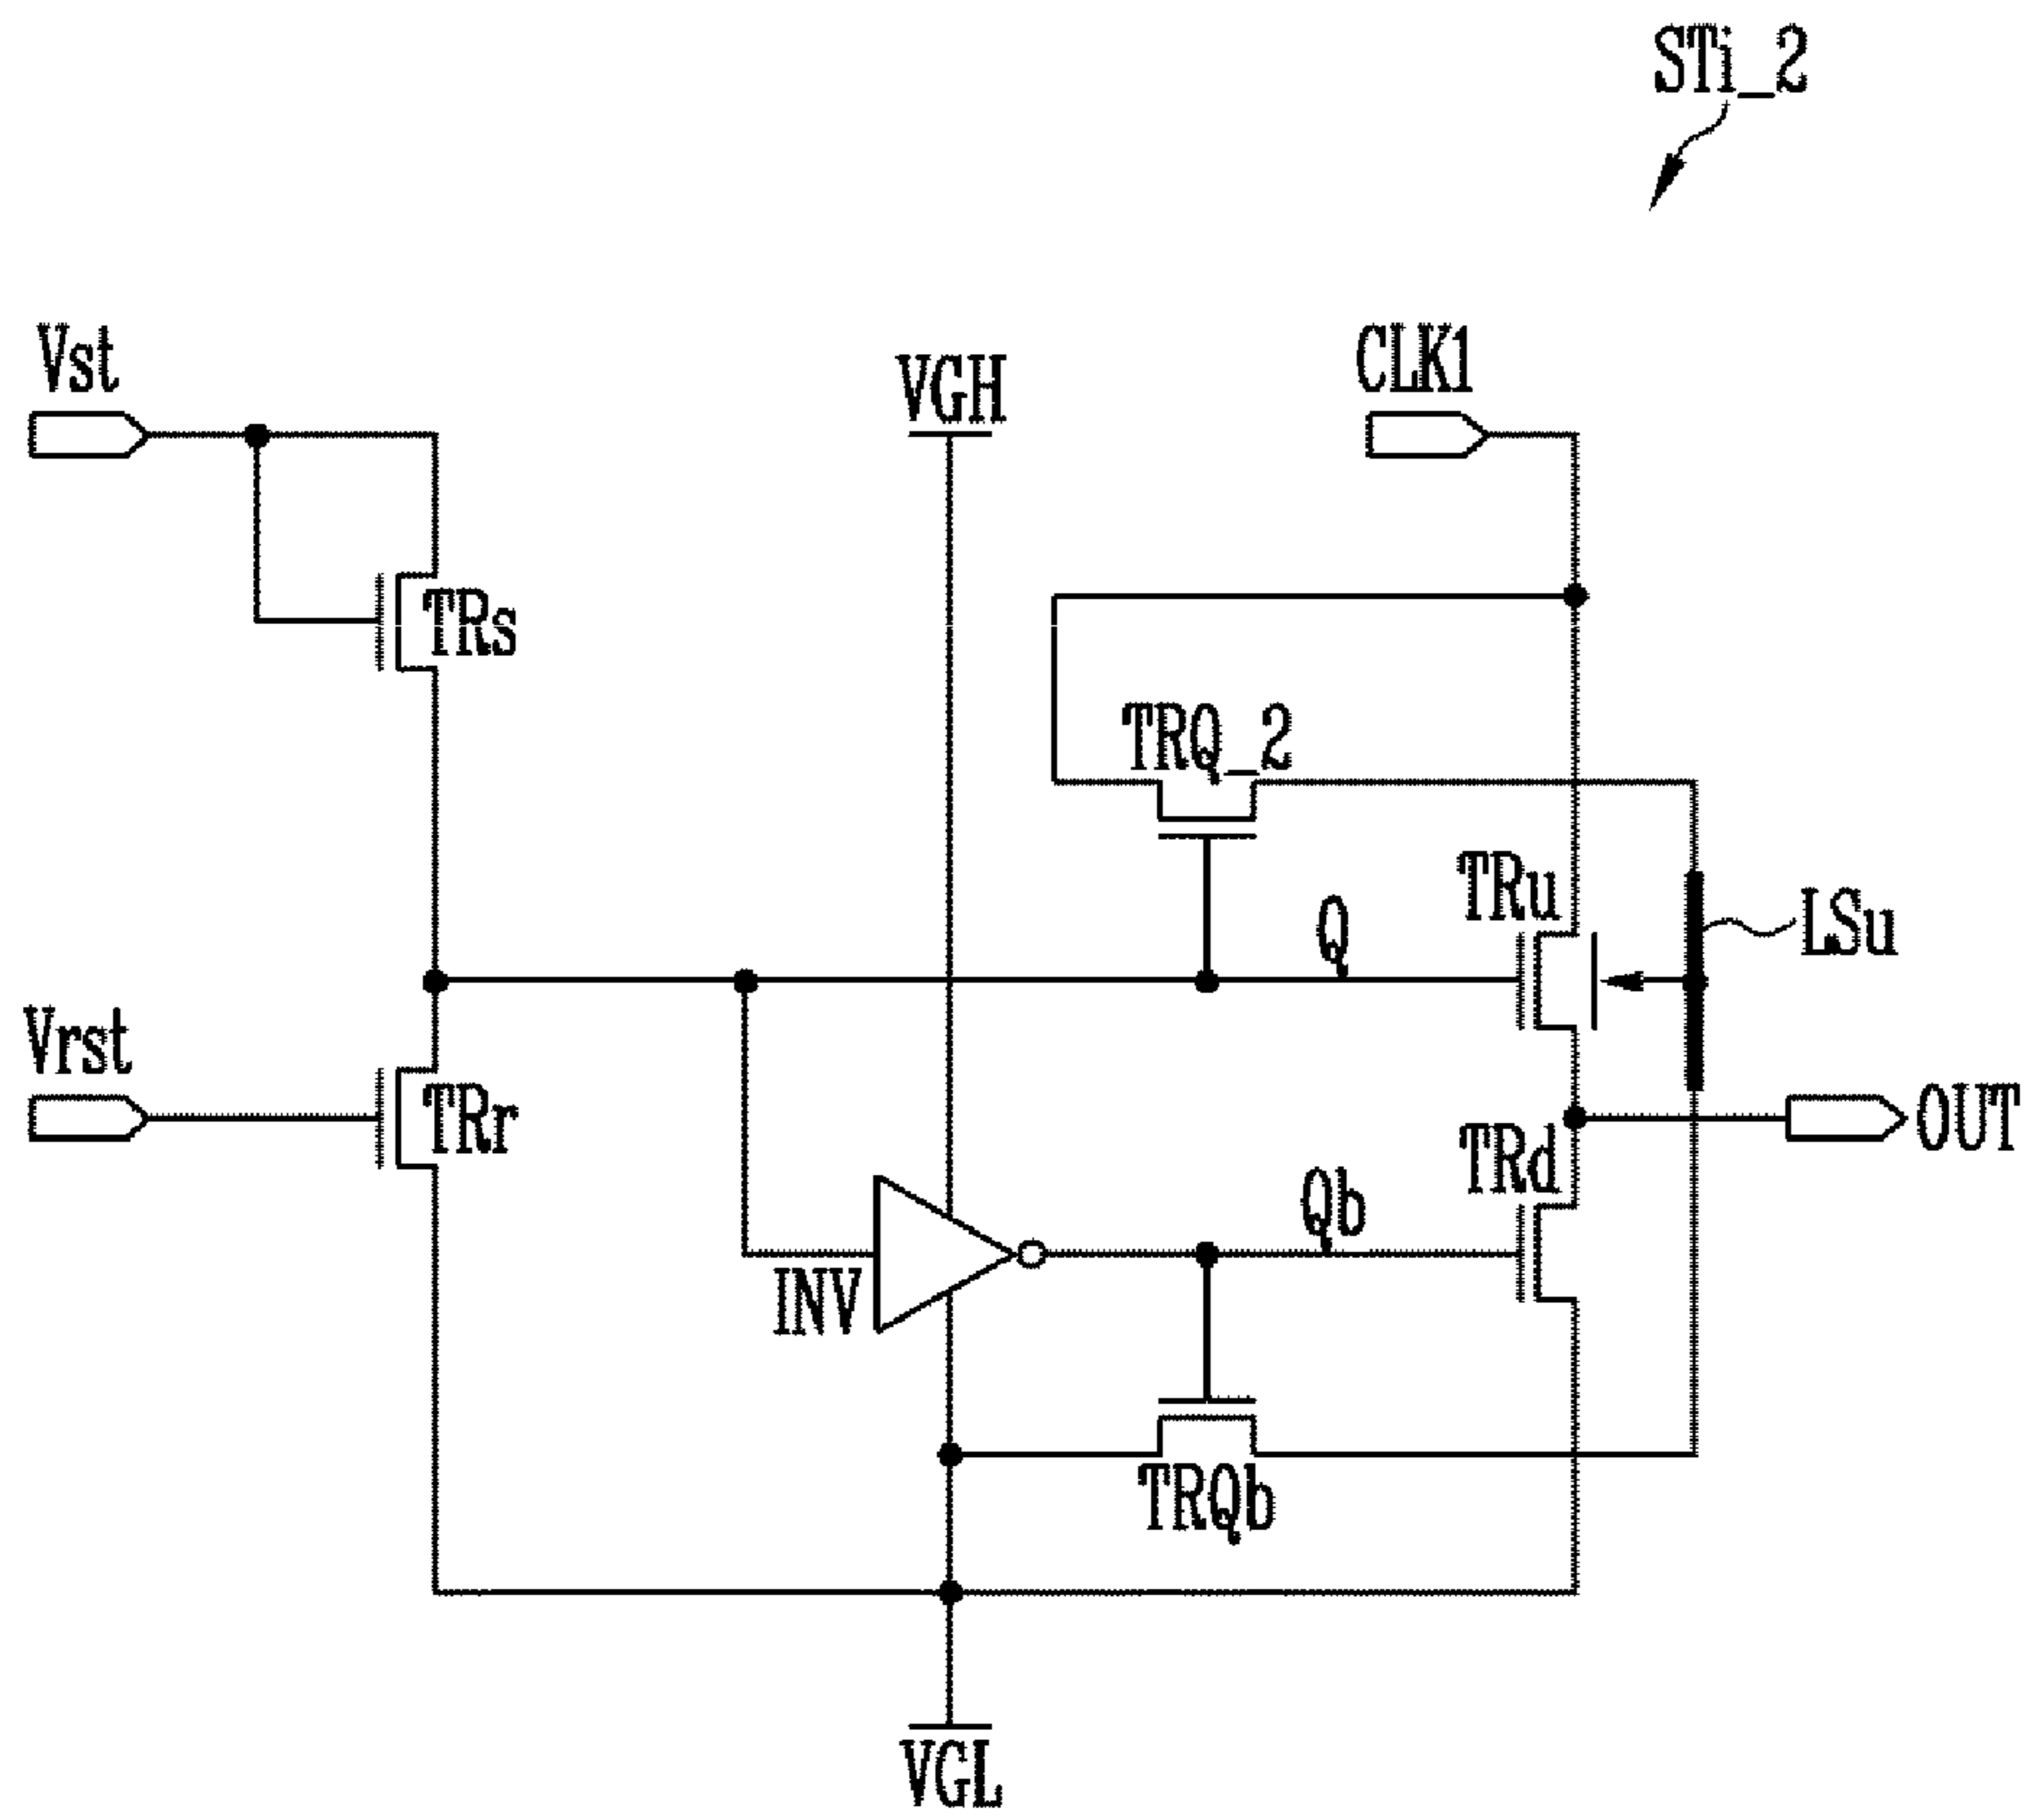 STi_2
Vst
VGH
CLK1
TRs
TRQ_2
TRu
Q
LSu
Vrst
TRr
OUT
TRd
Qb
INV
TRQb
VGL